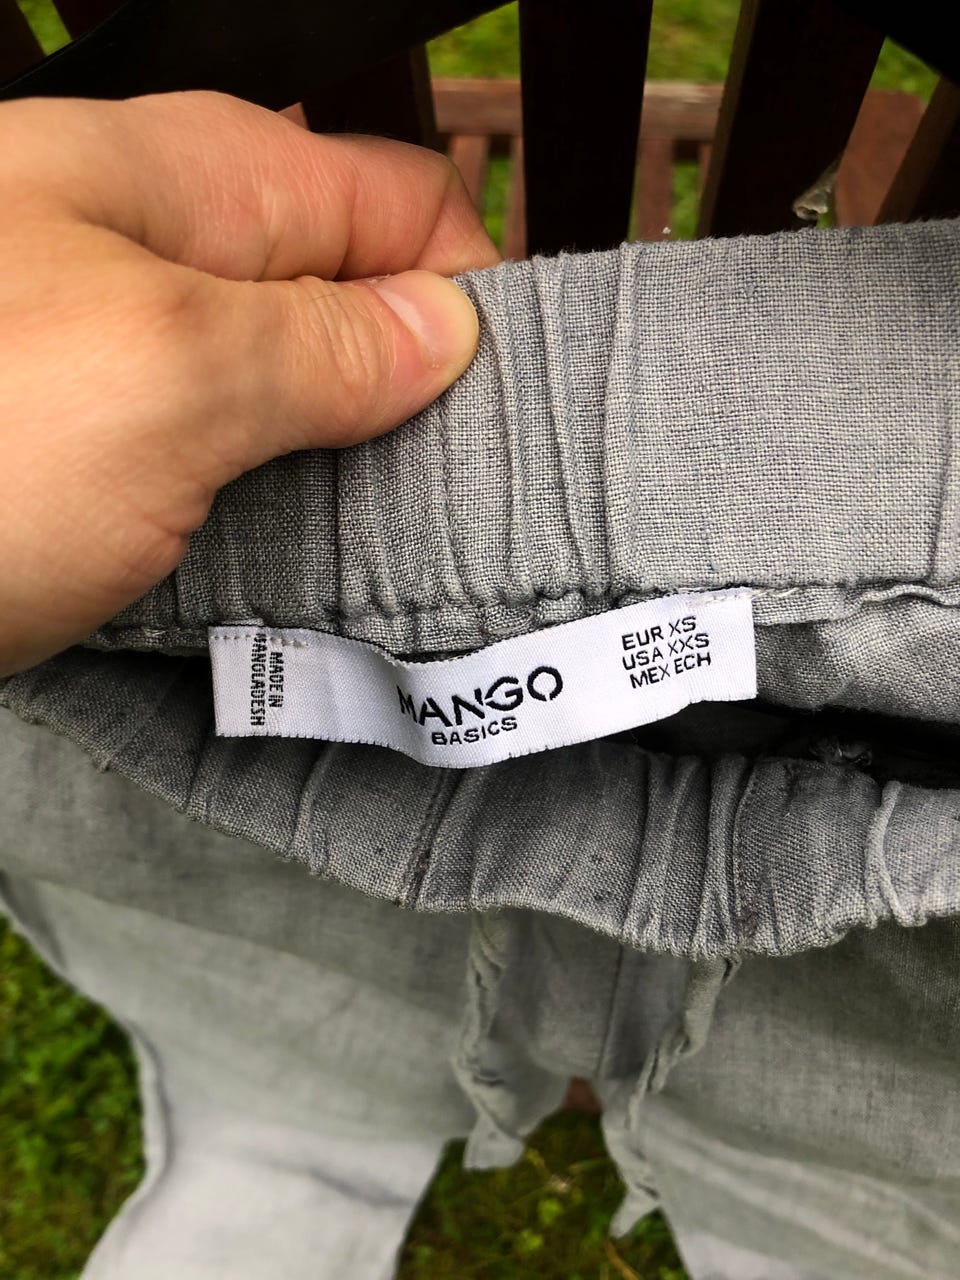 MADE IN
BANGLADESH
MANGO
BASICS
EUR XS
USA XXS
MEX ECH